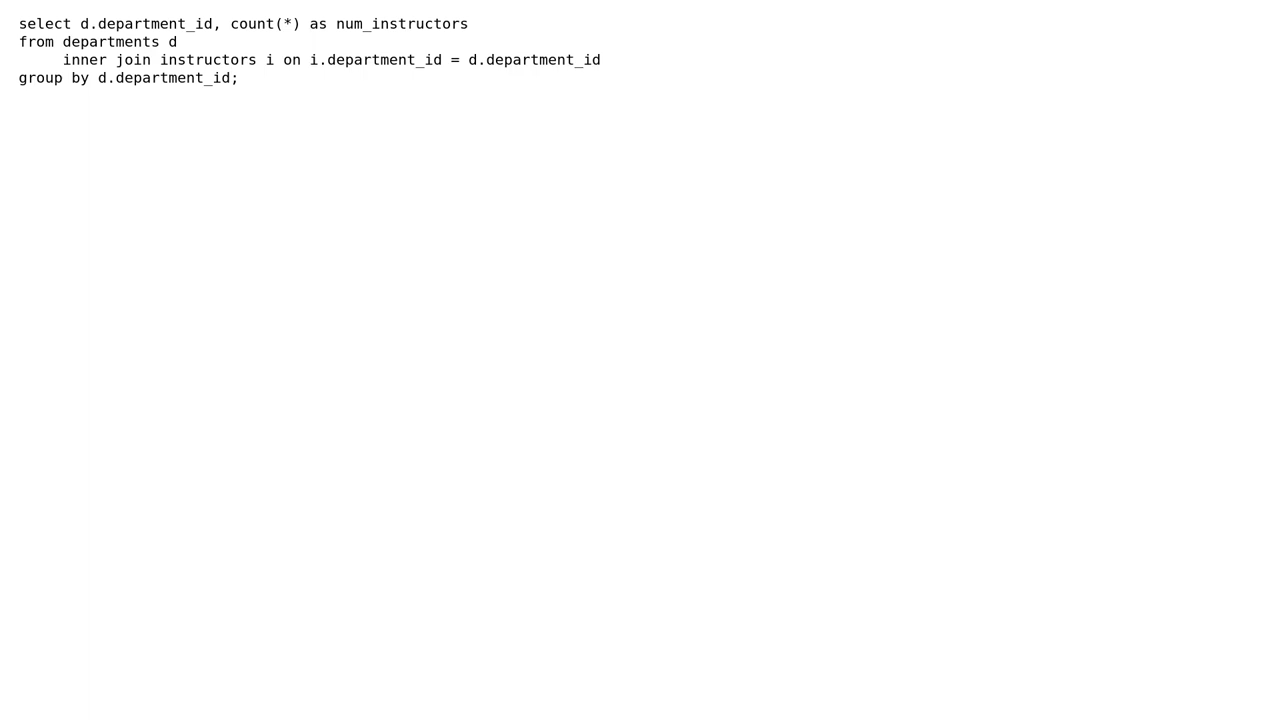 select d.department_id, count(*) as num_instructors
from departments d
     inner join instructors i on i.department_id = d.department_id
group by d.department_id;